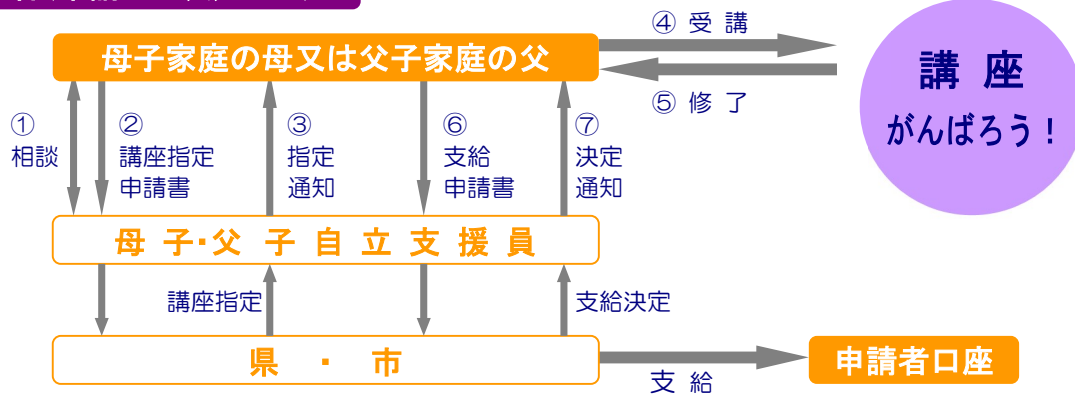 ④ 受 講
母子家庭の母又は父子家庭の父
講 座
がんばろう！
⑤ 修 了
①
相談
②
講座指定
申請書
③
指定
通知
⑥
支給
申請書
⑦
決定
通知
母 子・父 子 自 立 支 援 員
講座指定
支給決定
県 ・ 市
申請者口座
支 給